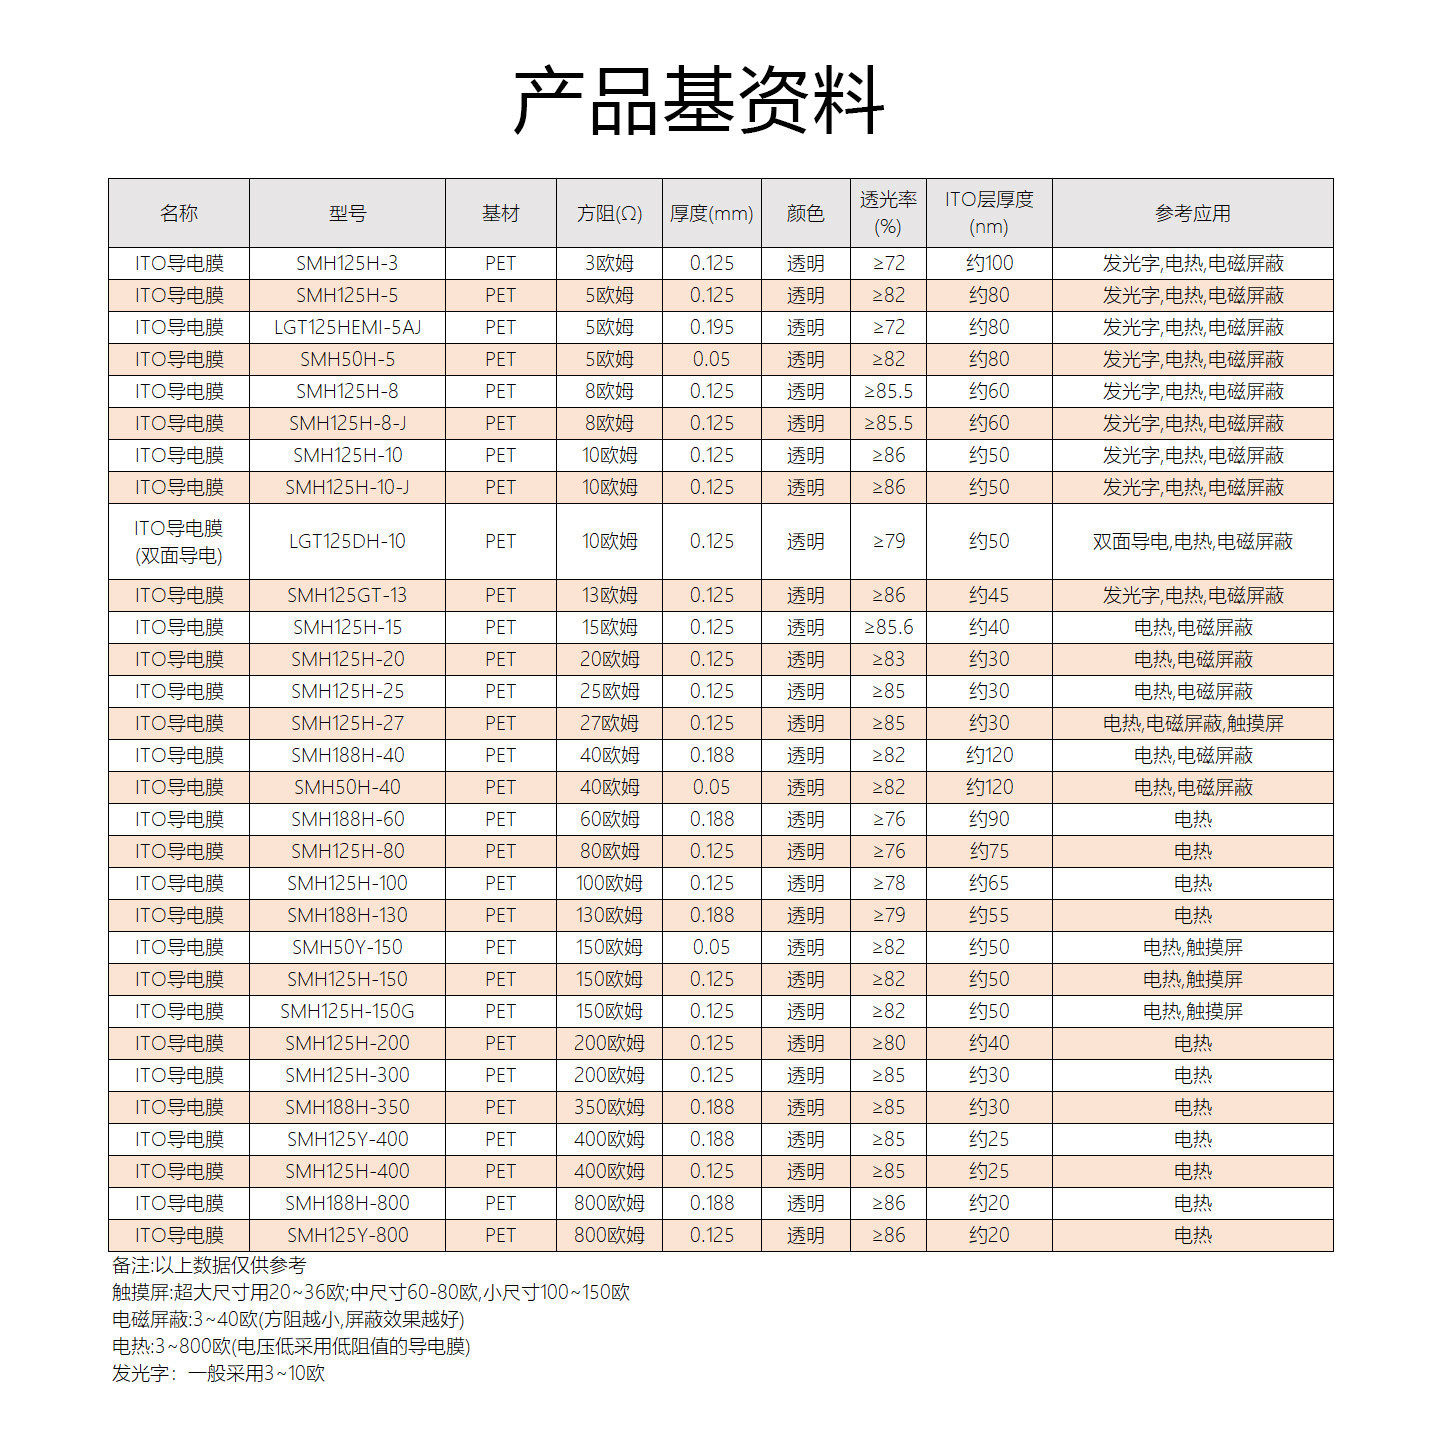 产品基资料
名称 型号 基材 方阻(Ω) 厚度(mm) 颜色 透光率(%) ITO层厚度(nm) 参考应用
ITO导电膜 SMH125H-3 PET 3欧姆 0.125 透明 ≥72 约100 发光字,电热,电磁屏蔽
ITO导电膜 SMH125H-5 PET 5欧姆 0.125 透明 ≥82 约80 发光字,电热,电磁屏蔽
ITO导电膜 LGT125HEMI-5AJ PET 5欧姆 0.195 透明 ≥72 约80 发光字,电热,电磁屏蔽
ITO导电膜 SMH50H-5 PET 5欧姆 0.05 透明 ≥82 约80 发光字,电热,电磁屏蔽
ITO导电膜 SMH125H-8 PET 8欧姆 0.125 透明 ≥85.5 约60 发光字,电热,电磁屏蔽
ITO导电膜 SMH125H-8-J PET 8欧姆 0.125 透明 ≥85.5 约60 发光字,电热,电磁屏蔽
ITO导电膜 SMH125H-10 PET 10欧姆 0.125 透明 ≥86 约50 发光字,电热,电磁屏蔽
ITO导电膜 SMH125H-10-J PET 10欧姆 0.125 透明 ≥86 约50 发光字,电热,电磁屏蔽
ITO导电膜(双面导电) LGT125DH-10 PET 10欧姆 0.125 透明 ≥79 约50 双面导电,电热,电磁屏蔽
ITO导电膜 SMH125GT-13 PET 13欧姆 0.125 透明 ≥86 约45 发光字,电热,电磁屏蔽
ITO导电膜 SMH125H-15 PET 15欧姆 0.125 透明 ≥85.6 约40 电热,电磁屏蔽
ITO导电膜 SMH125H-20 PET 20欧姆 0.125 透明 ≥83 约30 电热,电磁屏蔽
ITO导电膜 SMH125H-25 PET 25欧姆 0.125 透明 ≥85 约30 电热,电磁屏蔽
ITO导电膜 SMH125H-27 PET 27欧姆 0.125 透明 ≥85 约30 电热,电磁屏蔽,触摸屏
ITO导电膜 SMH188H-40 PET 40欧姆 0.188 透明 ≥82 约120 电热,电磁屏蔽
ITO导电膜 SMH50H-40 PET 40欧姆 0.05 透明 ≥82 约120 电热,电磁屏蔽
ITO导电膜 SMH188H-60 PET 60欧姆 0.188 透明 ≥76 约90 电热
ITO导电膜 SMH125H-80 PET 80欧姆 0.125 透明 ≥76 约75 电热
ITO导电膜 SMH125H-100 PET 100欧姆 0.125 透明 ≥78 约65 电热
ITO导电膜 SMH188H-130 PET 130欧姆 0.188 透明 ≥79 约55 电热
ITO导电膜 SMH50Y-150 PET 150欧姆 0.05 透明 ≥82 约50 电热,触摸屏
ITO导电膜 SMH125H-150 PET 150欧姆 0.125 透明 ≥82 约50 电热,触摸屏
ITO导电膜 SMH125H-150G PET 150欧姆 0.125 透明 ≥82 约50 电热,触摸屏
ITO导电膜 SMH125H-200 PET 200欧姆 0.125 透明 ≥80 约40 电热
ITO导电膜 SMH125H-300 PET 200欧姆 0.125 透明 ≥85 约30 电热
ITO导电膜 SMH188H-350 PET 350欧姆 0.188 透明 ≥85 约30 电热
ITO导电膜 SMH125Y-400 PET 400欧姆 0.188 透明 ≥85 约25 电热
ITO导电膜 SMH125H-400 PET 400欧姆 0.125 透明 ≥85 约25 电热
ITO导电膜 SMH188H-800 PET 800欧姆 0.188 透明 ≥86 约20 电热
ITO导电膜 SMH125Y-800 PET 800欧姆 0.125 透明 ≥86 约20 电热
备注:以上数据仅供参考
触摸屏:超大尺寸用20~36欧;中尺寸60-80欧,小尺寸100~150欧
电磁屏蔽:3~40欧(方阻越小,屏蔽效果越好)
电热:3~800欧(电压低采用低阻值的导电膜)
发光字：一般采用3~10欧